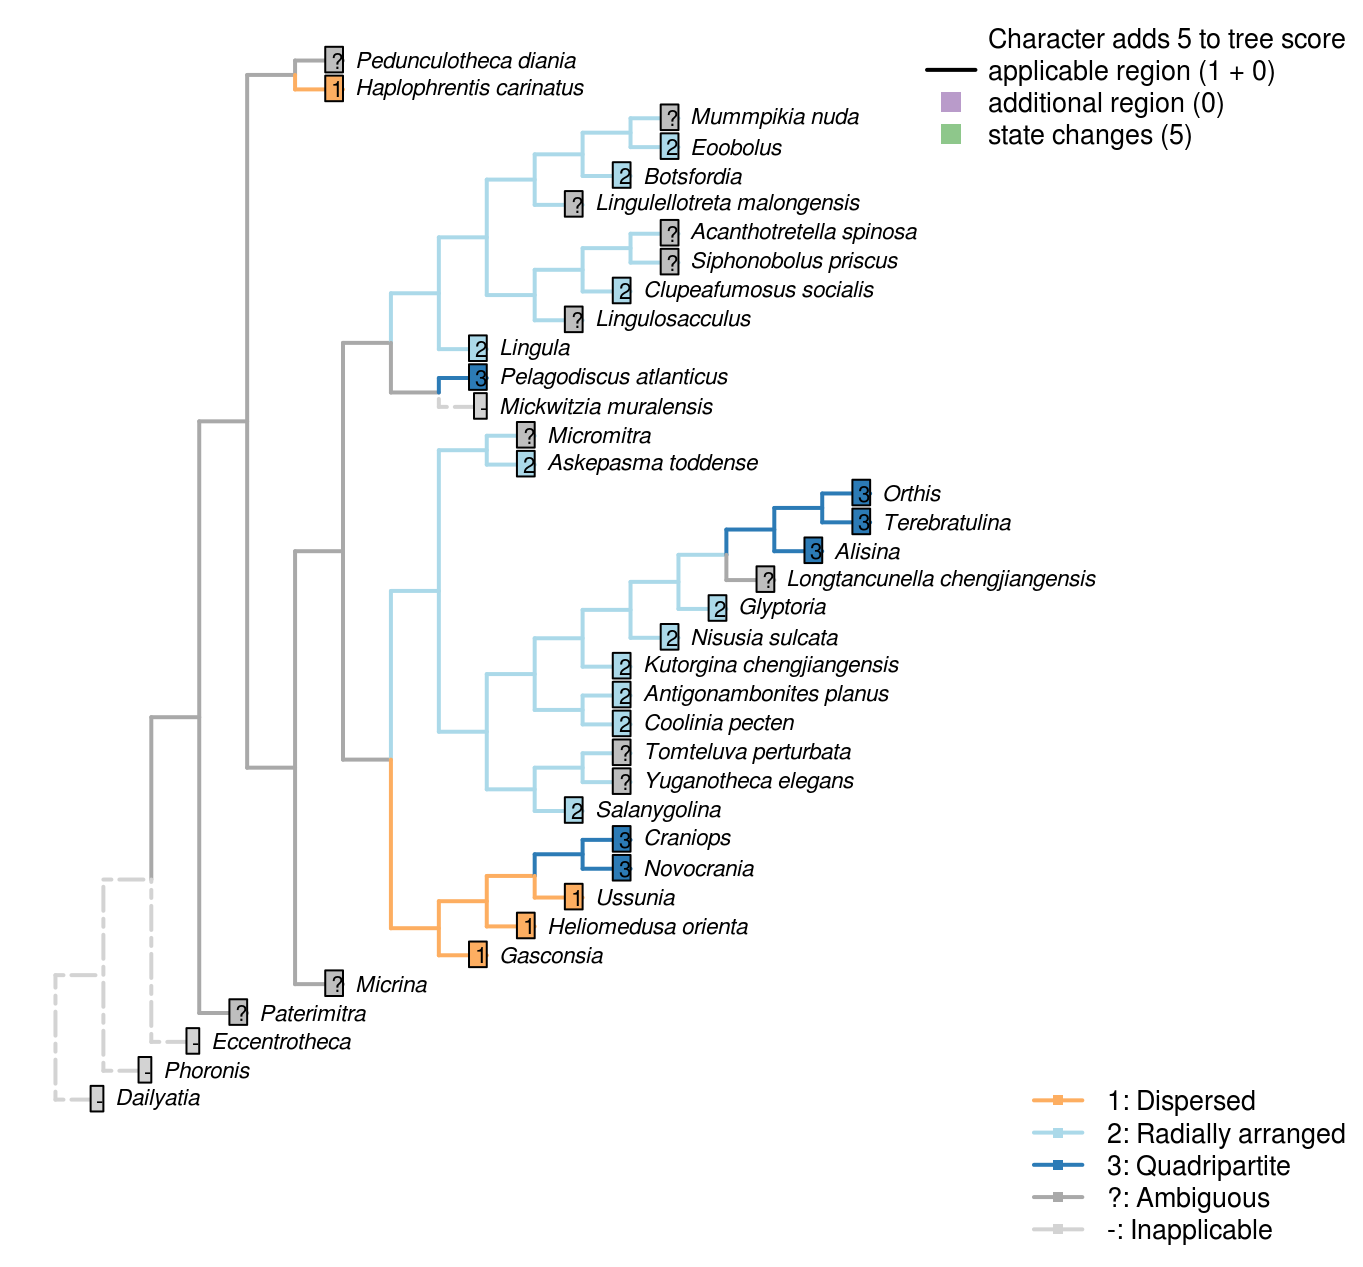 Character adds 5 to tree score
applicable region (1 + 0)
additional region (0)
state changes (5)
? Pedunculotheca diania
1 Haplophrentis carinatus
? Mummpikia nuda
2 Eoobolus
2 Botsfordia
? Lingulellotreta malongensis
? Acanthotretella spinosa
? Siphonobolus priscus
2 Clupeafumosus socialis
? Lingulosacculus
2 Lingula
3 Pelagodiscus atlanticus
- Mickwitzia muralensis
? Micromitra
2 Askepasma toddense
3 Orthis
3 Terebratulina
3 Alisina
? Longtancunella chengjiangensis
2 Glyptoria
2 Nisusia sulcata
2 Kutorgina chengjiangensis
2 Antigonambonites planus
2 Coolinia pecten
? Tomteluva perturbata
? Yuganotheca elegans
2 Salanygolina
3 Craniops
3 Novocrania
1 Ussunia
1 Heliomedusa orienta
1 Gasconsia
? Micrina
? Paterimitra
- Eccentrotheca
- Phoronis
- Dailyatia
1: Dispersed
2: Radially arranged
3: Quadripartite
?: Ambiguous
-: Inapplicable